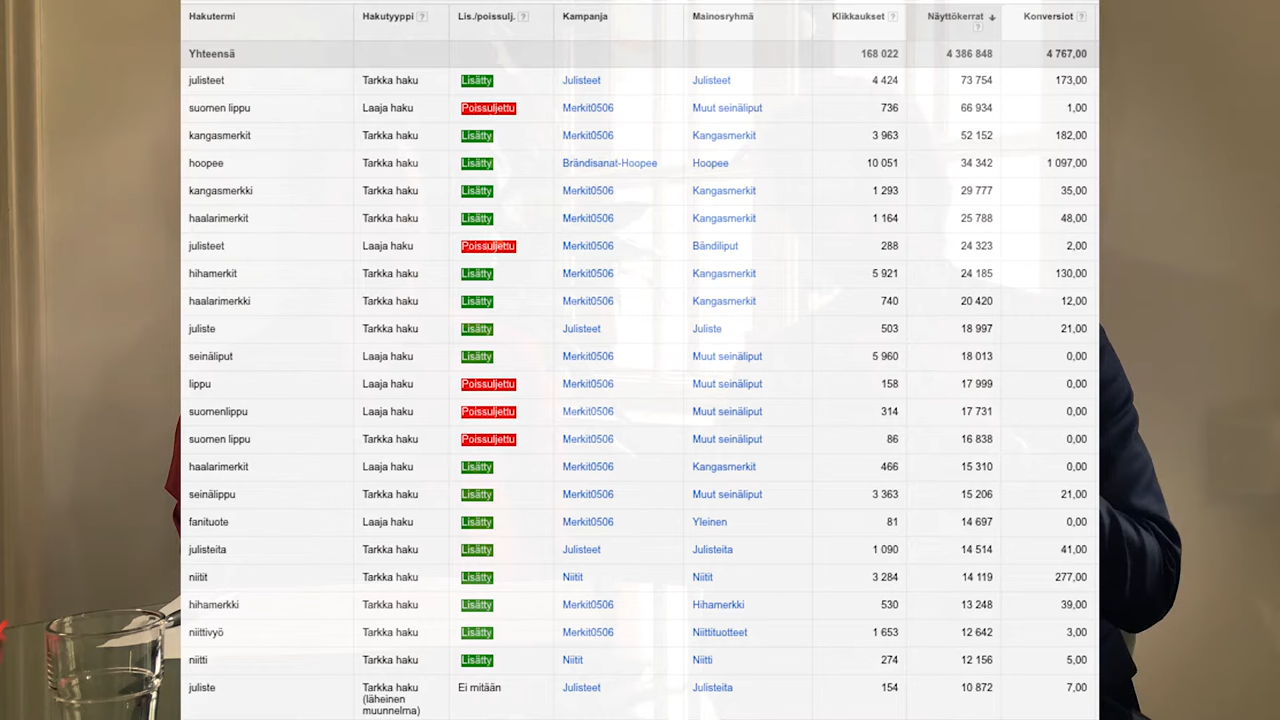 Hakutermi Hakutyyppi ? Lis./poissulj. ? Kampanja Mainosryhmä Klikkaukset ? Näyttökerrat ↓ ? Konversiot ?
Yhteensä 168 022 4 386 848 4 767,00
julisteet Tarkka haku Lisätty Julisteet Julisteet 4 424 73 754 173,00
suomen lippu Laaja haku Poissuljettu Merkit0506 Muut seinäliput 736 66 934 1,00
kangasmerkit Tarkka haku Lisätty Merkit0506 Kangasmerkit 3 963 52 152 182,00
hoopee Tarkka haku Lisätty Brändisanat-Hoopee Hoopee 10 051 34 342 1 097,00
kangasmerkki Tarkka haku Lisätty Merkit0506 Kangasmerkit 1 293 29 777 35,00
haalarimerkit Tarkka haku Lisätty Merkit0506 Kangasmerkit 1 164 25 788 48,00
julisteet Laaja haku Poissuljettu Merkit0506 Bändiliput 288 24 323 2,00
hihamerkit Tarkka haku Lisätty Merkit0506 Kangasmerkit 5 921 24 185 130,00
haalarimerkki Tarkka haku Lisätty Merkit0506 Kangasmerkit 740 20 420 12,00
juliste Tarkka haku Lisätty Julisteet Juliste 503 18 997 21,00
seinäliput Laaja haku Lisätty Merkit0506 Muut seinäliput 5 960 18 013 0,00
lippu Laaja haku Poissuljettu Merkit0506 Muut seinäliput 158 17 999 0,00
suomenlippu Laaja haku Poissuljettu Merkit0506 Muut seinäliput 314 17 731 0,00
suomen lippu Tarkka haku Poissuljettu Merkit0506 Muut seinäliput 86 16 838 0,00
haalarimerkit Laaja haku Lisätty Merkit0506 Kangasmerkit 466 15 310 0,00
seinälippu Tarkka haku Lisätty Merkit0506 Muut seinäliput 3 363 15 206 21,00
fanituote Laaja haku Lisätty Merkit0506 Yleinen 81 14 697 0,00
julisteita Tarkka haku Lisätty Julisteet Julisteita 1 090 14 514 41,00
niitit Tarkka haku Lisätty Niitit Niitit 3 284 14 119 277,00
hihamerkki Tarkka haku Lisätty Merkit0506 Hihamerkki 530 13 248 39,00
niittivyö Tarkka haku Lisätty Merkit0506 Niittituotteet 1 653 12 642 3,00
niitti Tarkka haku Lisätty Niitit Niitti 274 12 156 5,00
juliste Tarkka haku Ei mitään Julisteet Julisteita 154 10 872 7,00
(läheinen
muunnelma)